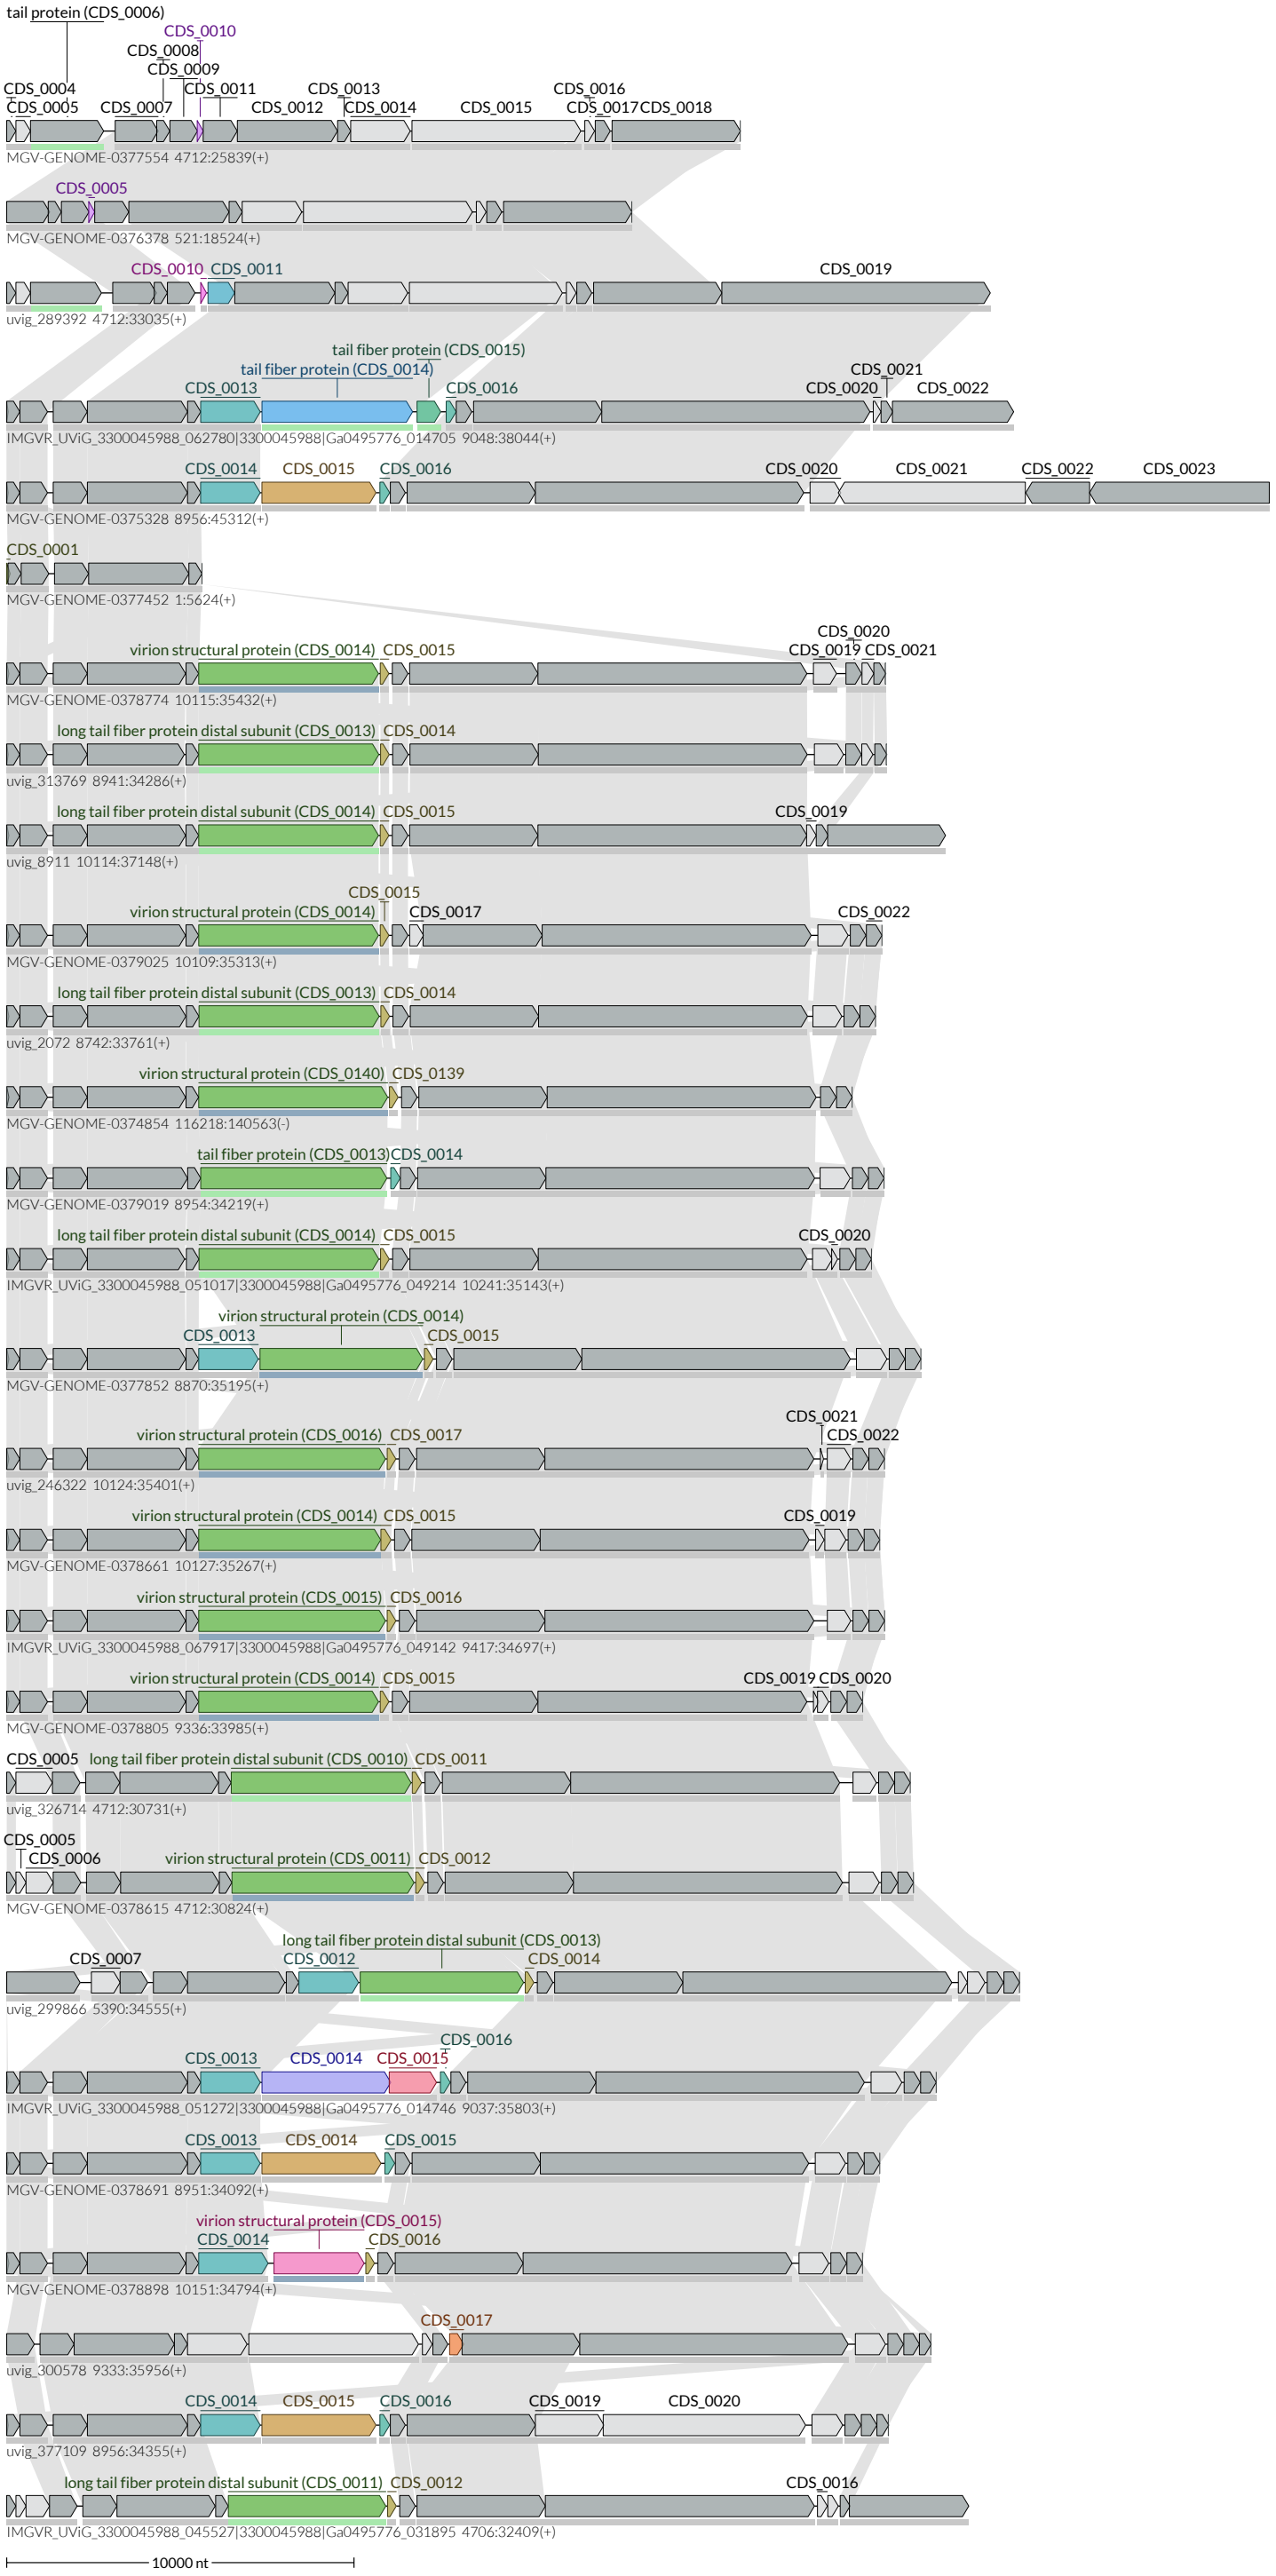 tail protein (CDS_0006)
CDS_0010
CDS_0008
CDS_0009
CDS_0004 CDS_0011 CDS_0013 CDS_0016
CDS_0005 CDS_0007 CDS_0012 CDS_0014 CDS_0015 CDS_0017 CDS_0018
MGV-GENOME-0377554 4712:25839(+)
CDS_0005
MGV-GENOME-0376378 521:18524(+)
CDS_0010 CDS_0011 CDS_0019
uvig_289392 4712:33035(+)
tail fiber protein (CDS_0015)
tail fiber protein (CDS_0014) CDS_0021
CDS_0013 CDS_0016 CDS_0020 CDS_0022
IMGVR_UViG_3300045988_062780|3300045988|Ga0495776_014705 9048:38044(+)
CDS_0014 CDS_0015 CDS_0016 CDS_0020 CDS_0021 CDS_0022 CDS_0023
MGV-GENOME-0375328 8956:45312(+)
CDS_0001
MGV-GENOME-0377452 1:5624(+)
CDS_0020
virion structural protein (CDS_0014) CDS_0015 CDS_0019 CDS_0021
MGV-GENOME-0378774 10115:35432(+)
long tail fiber protein distal subunit (CDS_0013) CDS_0014
uvig_313769 8941:34286(+)
long tail fiber protein distal subunit (CDS_0014) CDS_0015 CDS_0019
uvig_8911 10114:37148(+)
CDS_0015
virion structural protein (CDS_0014) CDS_0017 CDS_0022
MGV-GENOME-0379025 10109:35313(+)
long tail fiber protein distal subunit (CDS_0013) CDS_0014
uvig_2072 8742:33761(+)
virion structural protein (CDS_0140) CDS_0139
MGV-GENOME-0374854 116218:140563(-)
tail fiber protein (CDS_0013) CDS_0014
MGV-GENOME-0379019 8954:34219(+)
long tail fiber protein distal subunit (CDS_0014) CDS_0015 CDS_0020
IMGVR_UViG_3300045988_051017|3300045988|Ga0495776_049214 10241:35143(+)
virion structural protein (CDS_0014)
CDS_0013 CDS_0015
MGV-GENOME-0377852 8870:35195(+)
CDS_0021
virion structural protein (CDS_0016) CDS_0017 CDS_0022
uvig_246322 10124:35401(+)
virion structural protein (CDS_0014) CDS_0015 CDS_0019
MGV-GENOME-0378661 10127:35267(+)
virion structural protein (CDS_0015) CDS_0016
IMGVR_UViG_3300045988_067917|3300045988|Ga0495776_049142 9417:34697(+)
virion structural protein (CDS_0014) CDS_0015 CDS_0019 CDS_0020
MGV-GENOME-0378805 9336:33985(+)
CDS_0005 long tail fiber protein distal subunit (CDS_0010) CDS_0011
uvig_326714 4712:30731(+)
CDS_0005
CDS_0006 virion structural protein (CDS_0011) CDS_0012
MGV-GENOME-0378615 4712:30824(+)
long tail fiber protein distal subunit (CDS_0013)
CDS_0007 CDS_0012 CDS_0014
uvig_299866 5390:34555(+)
CDS_0016
CDS_0013 CDS_0014 CDS_0015
IMGVR_UViG_3300045988_051272|3300045988|Ga0495776_014746 9037:35803(+)
CDS_0013 CDS_0014 CDS_0015
MGV-GENOME-0378691 8951:34092(+)
virion structural protein (CDS_0015)
CDS_0014 CDS_0016
MGV-GENOME-0378898 10151:34794(+)
CDS_0017
uvig_300578 9333:35956(+)
CDS_0014 CDS_0015 CDS_0016 CDS_0019 CDS_0020
uvig_377109 8956:34355(+)
long tail fiber protein distal subunit (CDS_0011) CDS_0012 CDS_0016
IMGVR_UViG_3300045988_045527|3300045988|Ga0495776_031895 4706:32409(+)
10000 nt